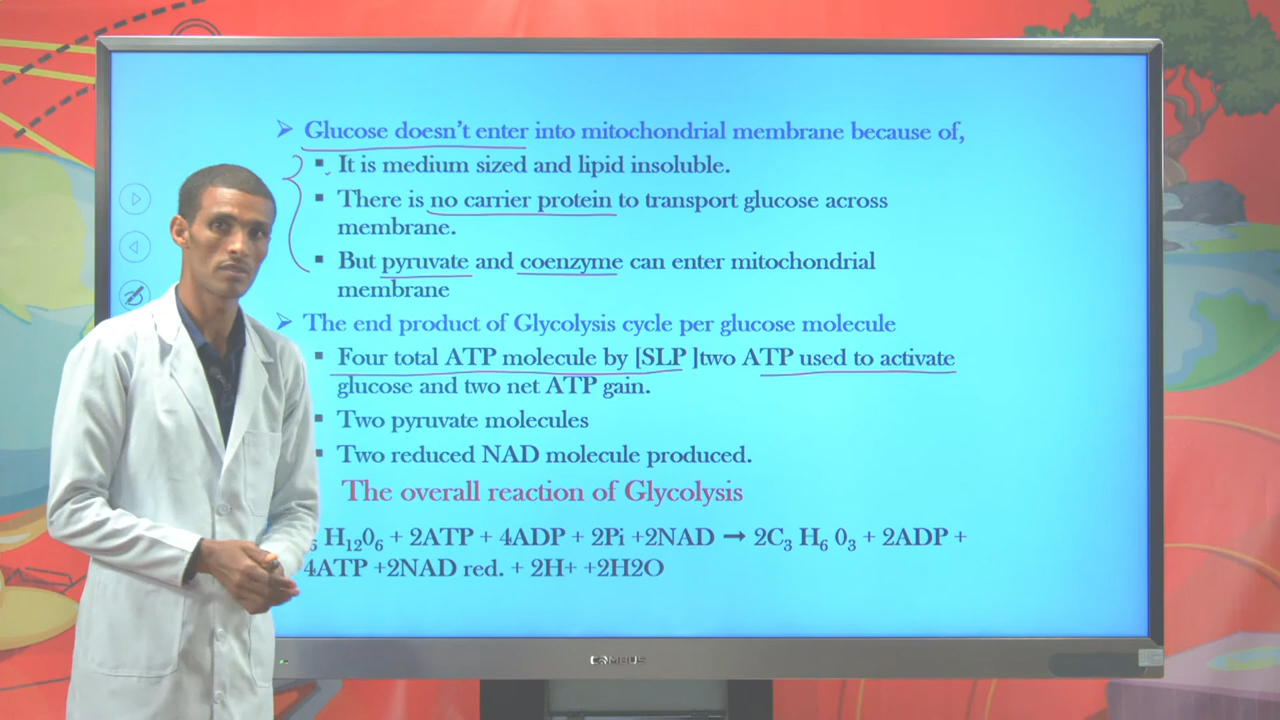 ➢ Glucose doesn't enter into mitochondrial membrane because of,
▪ It is medium sized and lipid insoluble.
▪ There is no carrier protein to transport glucose across
membrane.
▪ But pyruvate and coenzyme can enter mitochondrial
membrane
➢ The end product of Glycolysis cycle per glucose molecule
▪ Four total ATP molecule by [SLP ]two ATP used to activate
glucose and two net ATP gain.
▪ Two pyruvate molecules
▪ Two reduced NAD molecule produced.
The overall reaction of Glycolysis
₆ H₁₂0₆ + 2ATP + 4ADP + 2Pi +2NAD → 2C₃ H₆ 0₃ + 2ADP +
4ATP +2NAD red. + 2H+ +2H2O